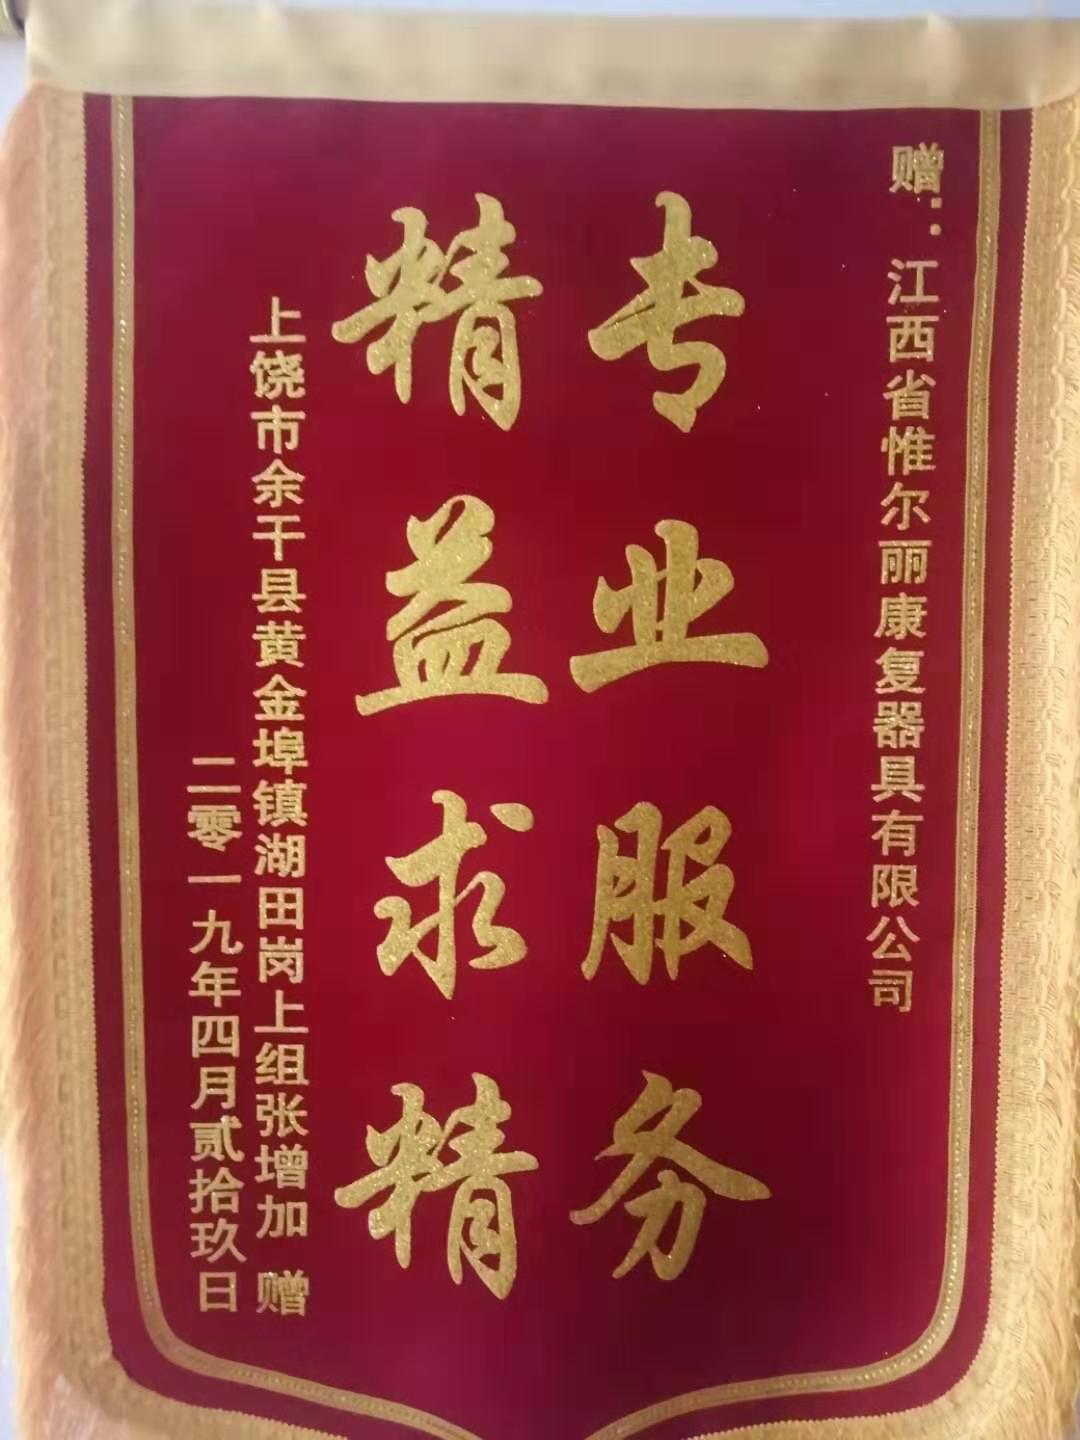 赠：江西省惟尔丽康复器具有限公司
专业服务
精益求精
上饶市余干县黄金埠镇湖田岗上组张增加 赠
二零一九年四月贰拾玖日